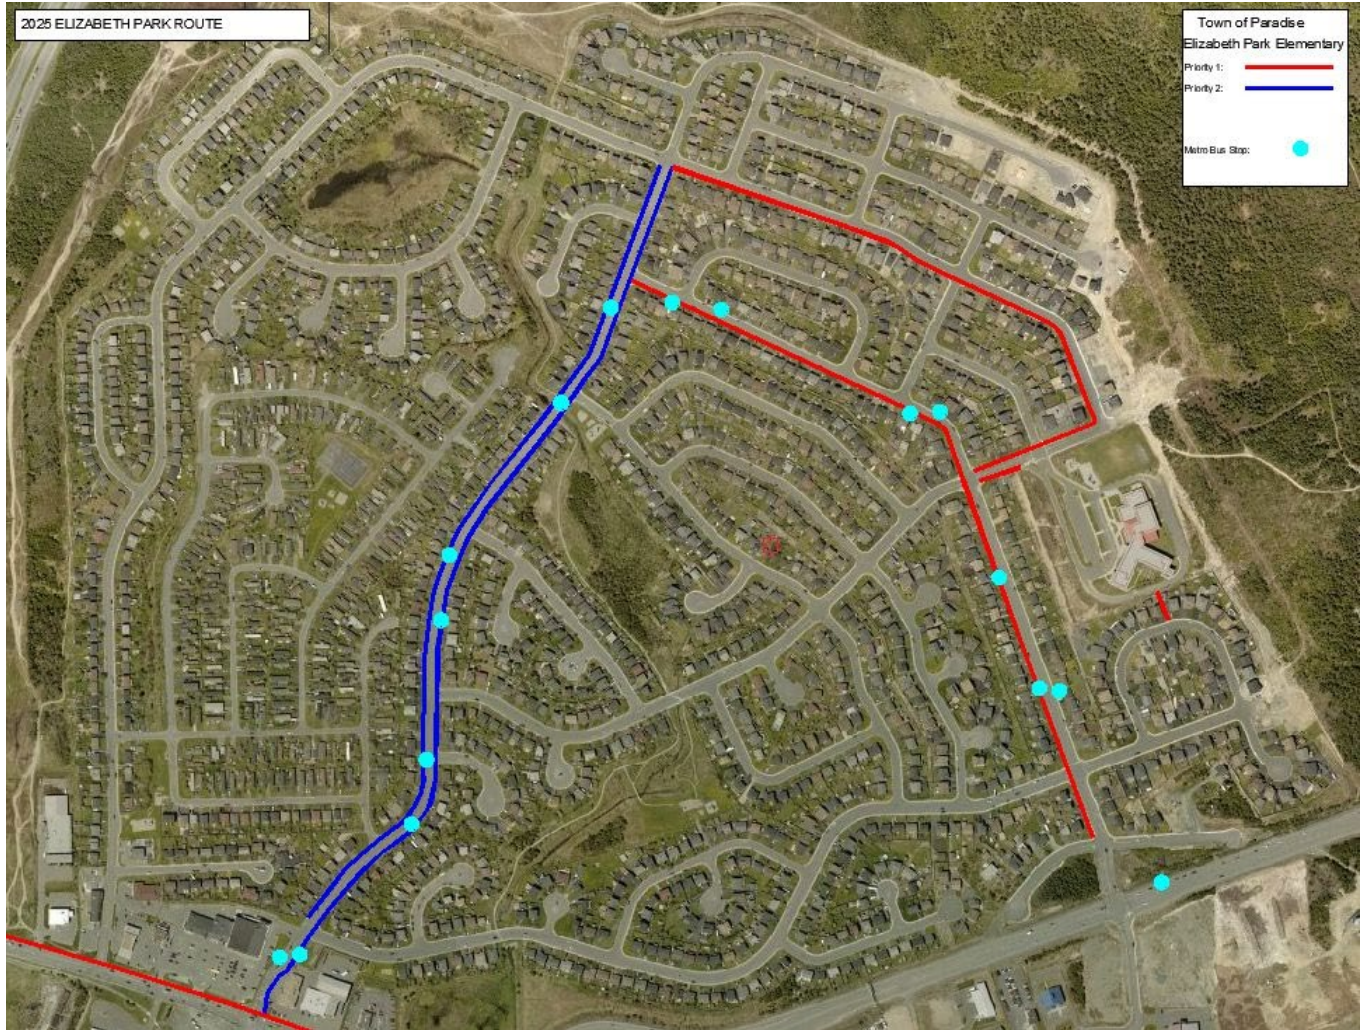 2025 ELIZABETH PARK ROUTE
Town of Paradise
Elizabeth Park Elementary
Priority 1:
Priority 2:
Metro Bus Stop: